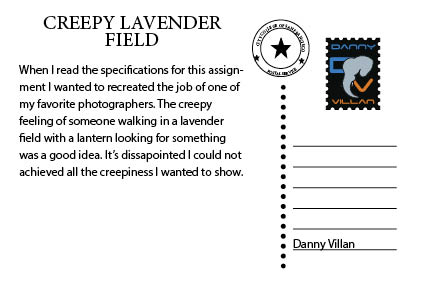 CREEPY LAVENDER
FIELD
When I read the specifications for this assign-
ment I wanted to recreated the job of one of
my favorite photographers. The creepy
feeling of someone walking in a lavender
field with a lantern looking for something
was a good idea. It's dissapointed I could not
achieved all the creepiness I wanted to show.
DANNY
VILLAN
Danny Villan